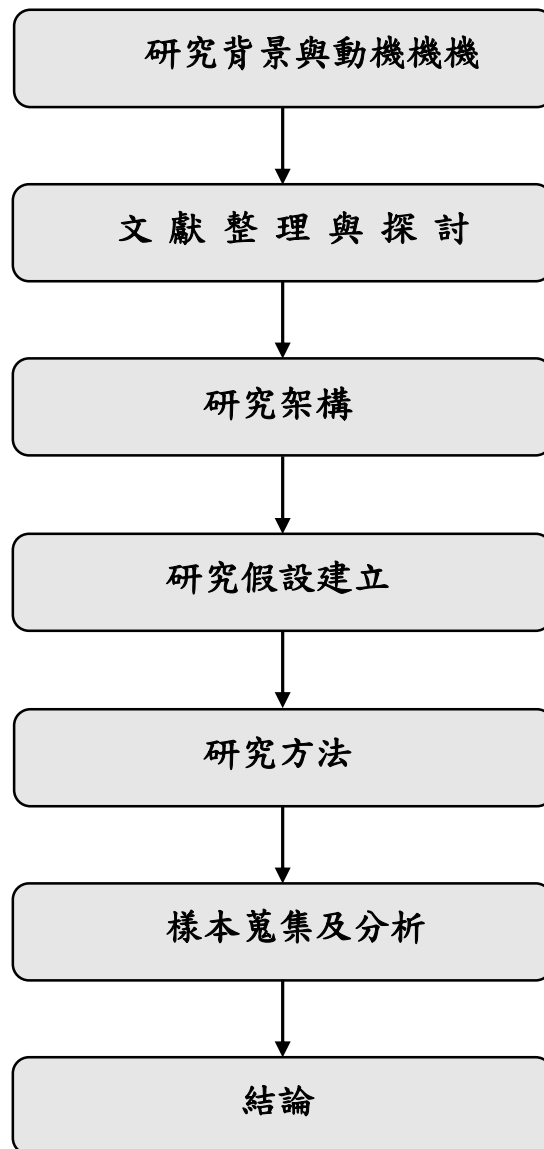 研究背景與動機機機
文 獻 整 理 與 探 討
研究架構
研究假設建立
研究方法
樣本蒐集及分析
結論